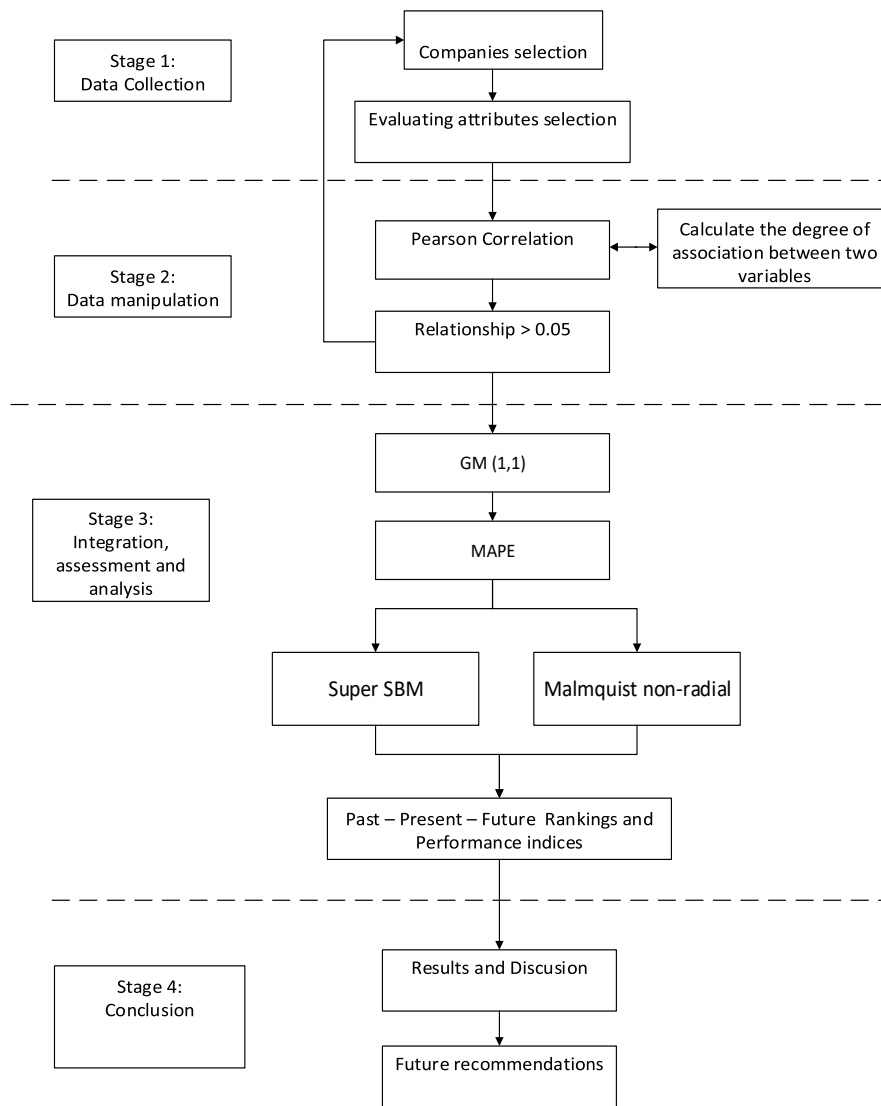 Companies selection
Stage 1:
Data Collection
Evaluating attributes selection
Pearson Correlation
Calculate the degree of
association between two
variables
Stage 2:
Data manipulation
Relationship > 0.05
GM (1,1)
Stage 3:
Integration,
assessment and
analysis
MAPE
Super SBM
Malmquist non-radial
Past – Present – Future Rankings and
Performance indices
Results and Discusion
Stage 4:
Conclusion
Future recommendations